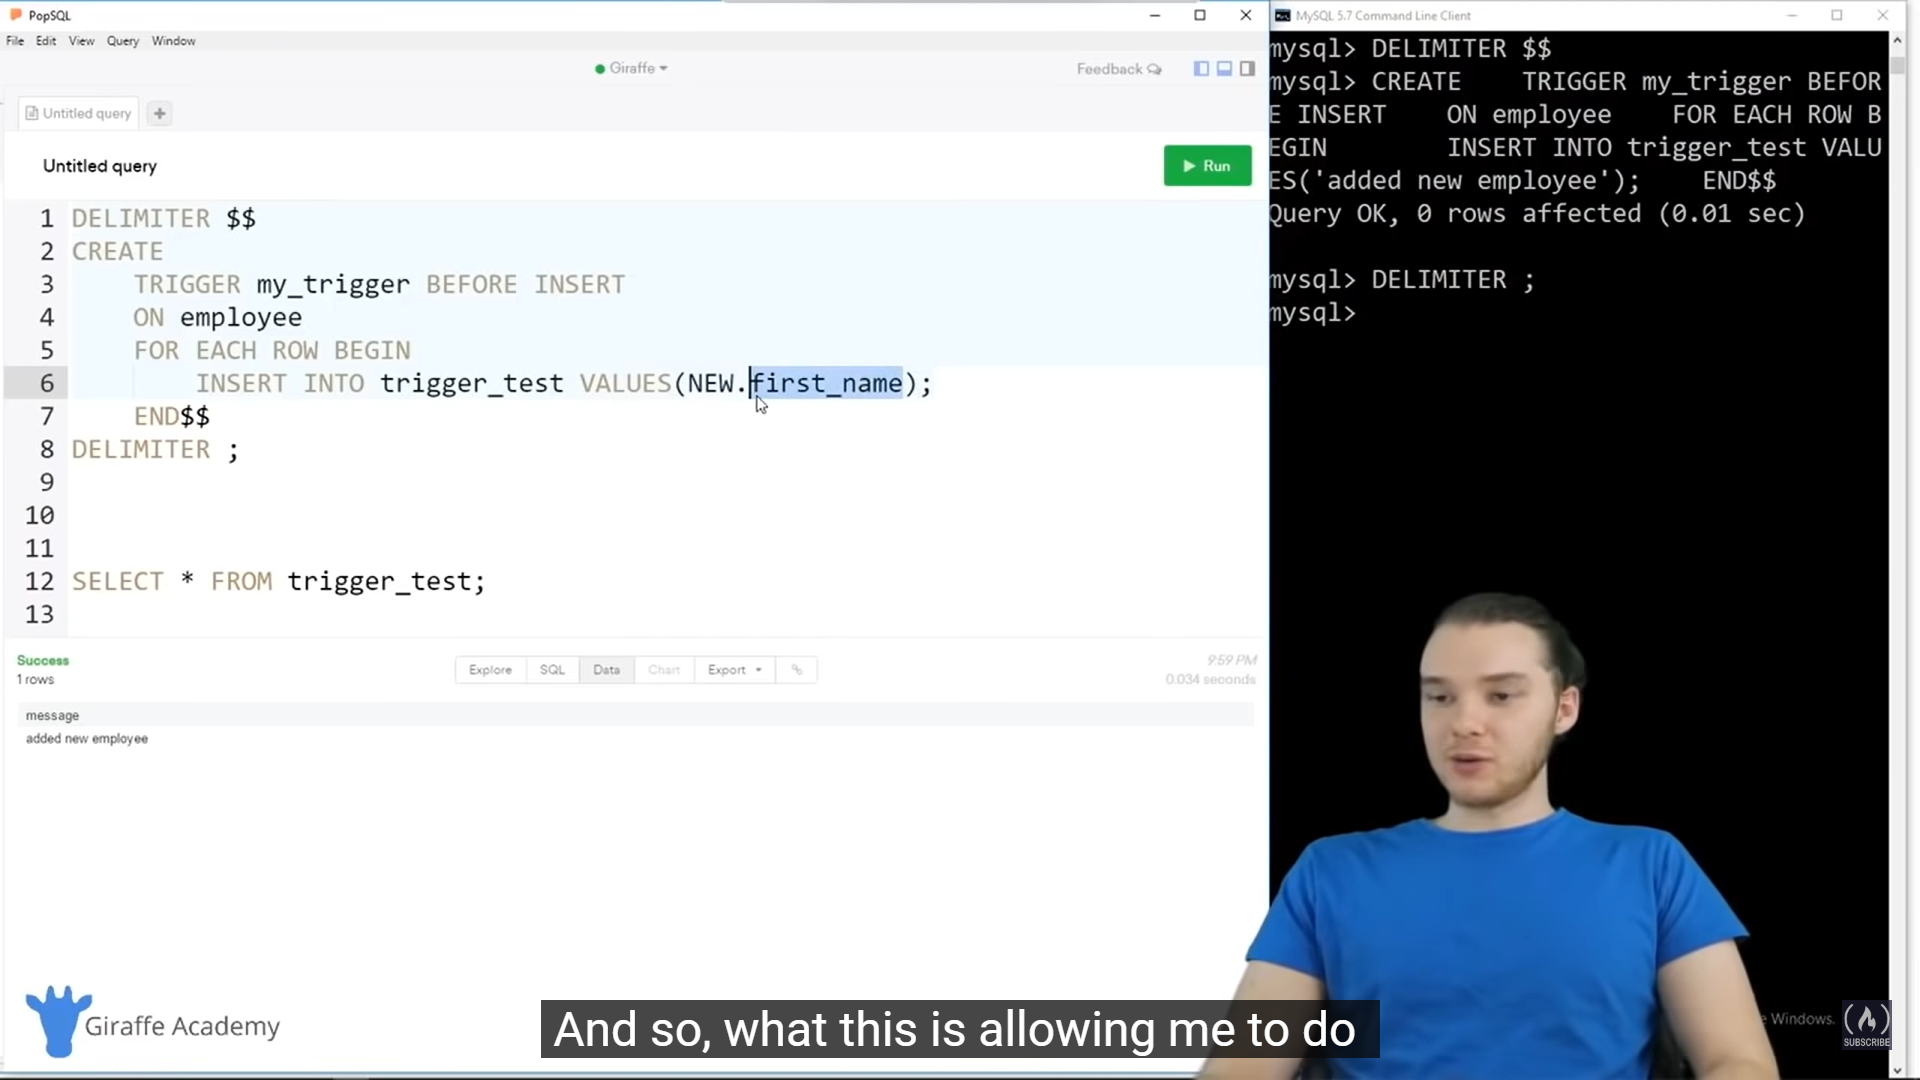 PopSQL
File Edit View Query Window
Giraffe
Feedback
Untitled query
Untitled query
Run
1 DELIMITER $$
2 CREATE
3 TRIGGER my_trigger BEFORE INSERT
4 ON employee
5 FOR EACH ROW BEGIN
6 INSERT INTO trigger_test VALUES(NEW.first_name);
7 END$$
8 DELIMITER ;
9
10
11
12 SELECT * FROM trigger_test;
13
Success
1 rows
Explore SQL Data Chart Export
9:59 PM
0.034 seconds
message
added new employee
MySQL 5.7 Command Line Client
mysql> DELIMITER $$
mysql> CREATE TRIGGER my_trigger BEFOR
E INSERT ON employee FOR EACH ROW B
EGIN INSERT INTO trigger_test VALU
ES('added new employee'); END$$
Query OK, 0 rows affected (0.01 sec)
mysql> DELIMITER ;
mysql>
Giraffe Academy
And so, what this is allowing me to do
Windows.
SUBSCRIBE